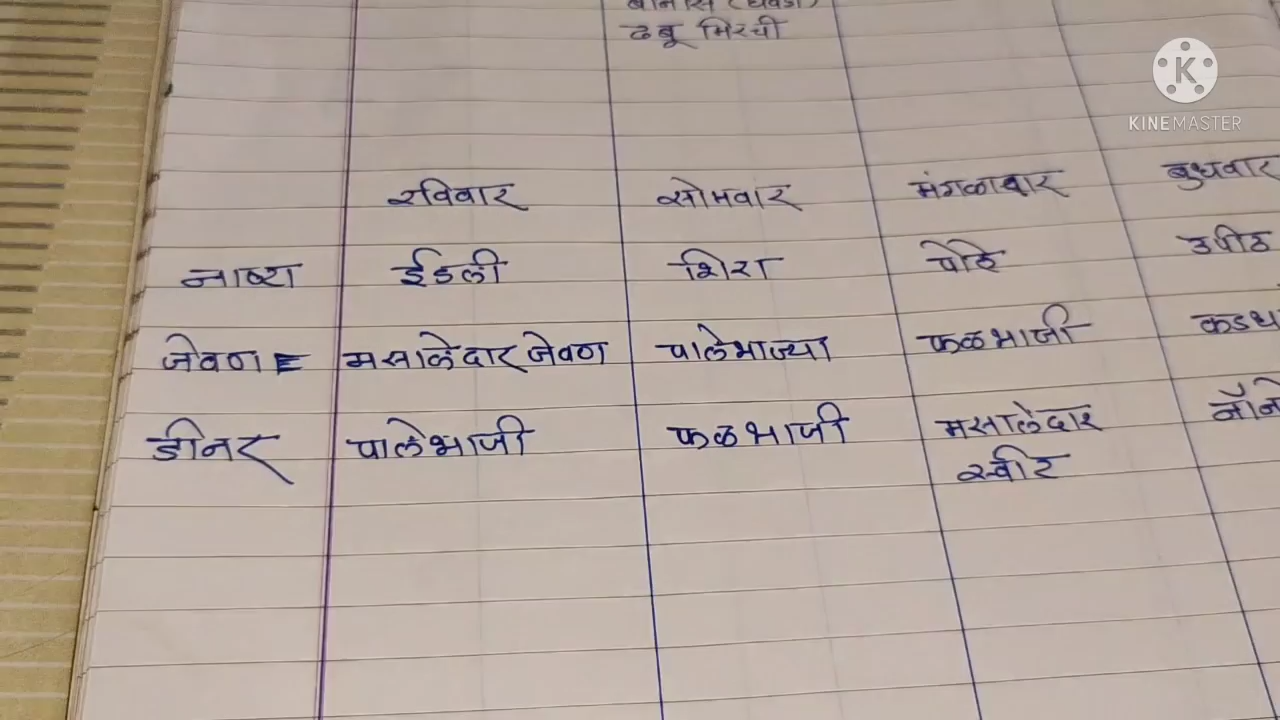 ढबू मिरची
रविवार सोमवार मंगळवार बुधवार
नाष्टा ईडली शिरा पोहे उपीठ
जेवण मसालेदार जेवण पालेभाज्या फळभाजी
डीनर पालेभाजी फळभाजी मसालेदार
खीर
K
KINEMASTER